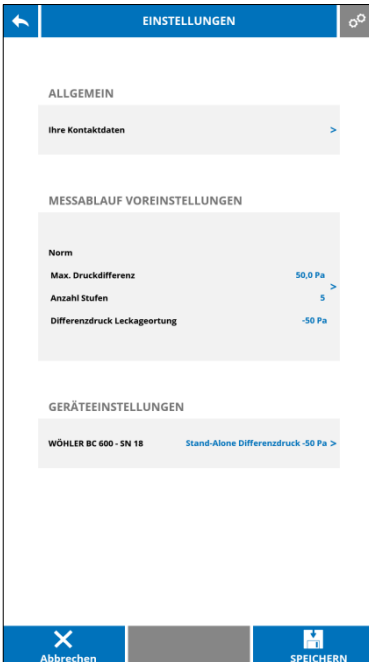 EINSTELLUNGEN
ALLGEMEIN
Ihre Kontaktdaten >
MESSABLAUF VOREINSTELLUNGEN
Norm
Max. Druckdifferenz 50,0 Pa
>
Anzahl Stufen 5
Differenzdruck Leckageortung -50 Pa
GERÄTEEINSTELLUNGEN
WÖHLER BC 600 - SN 18 Stand-Alone Differenzdruck -50 Pa >
Abbrechen SPEICHERN